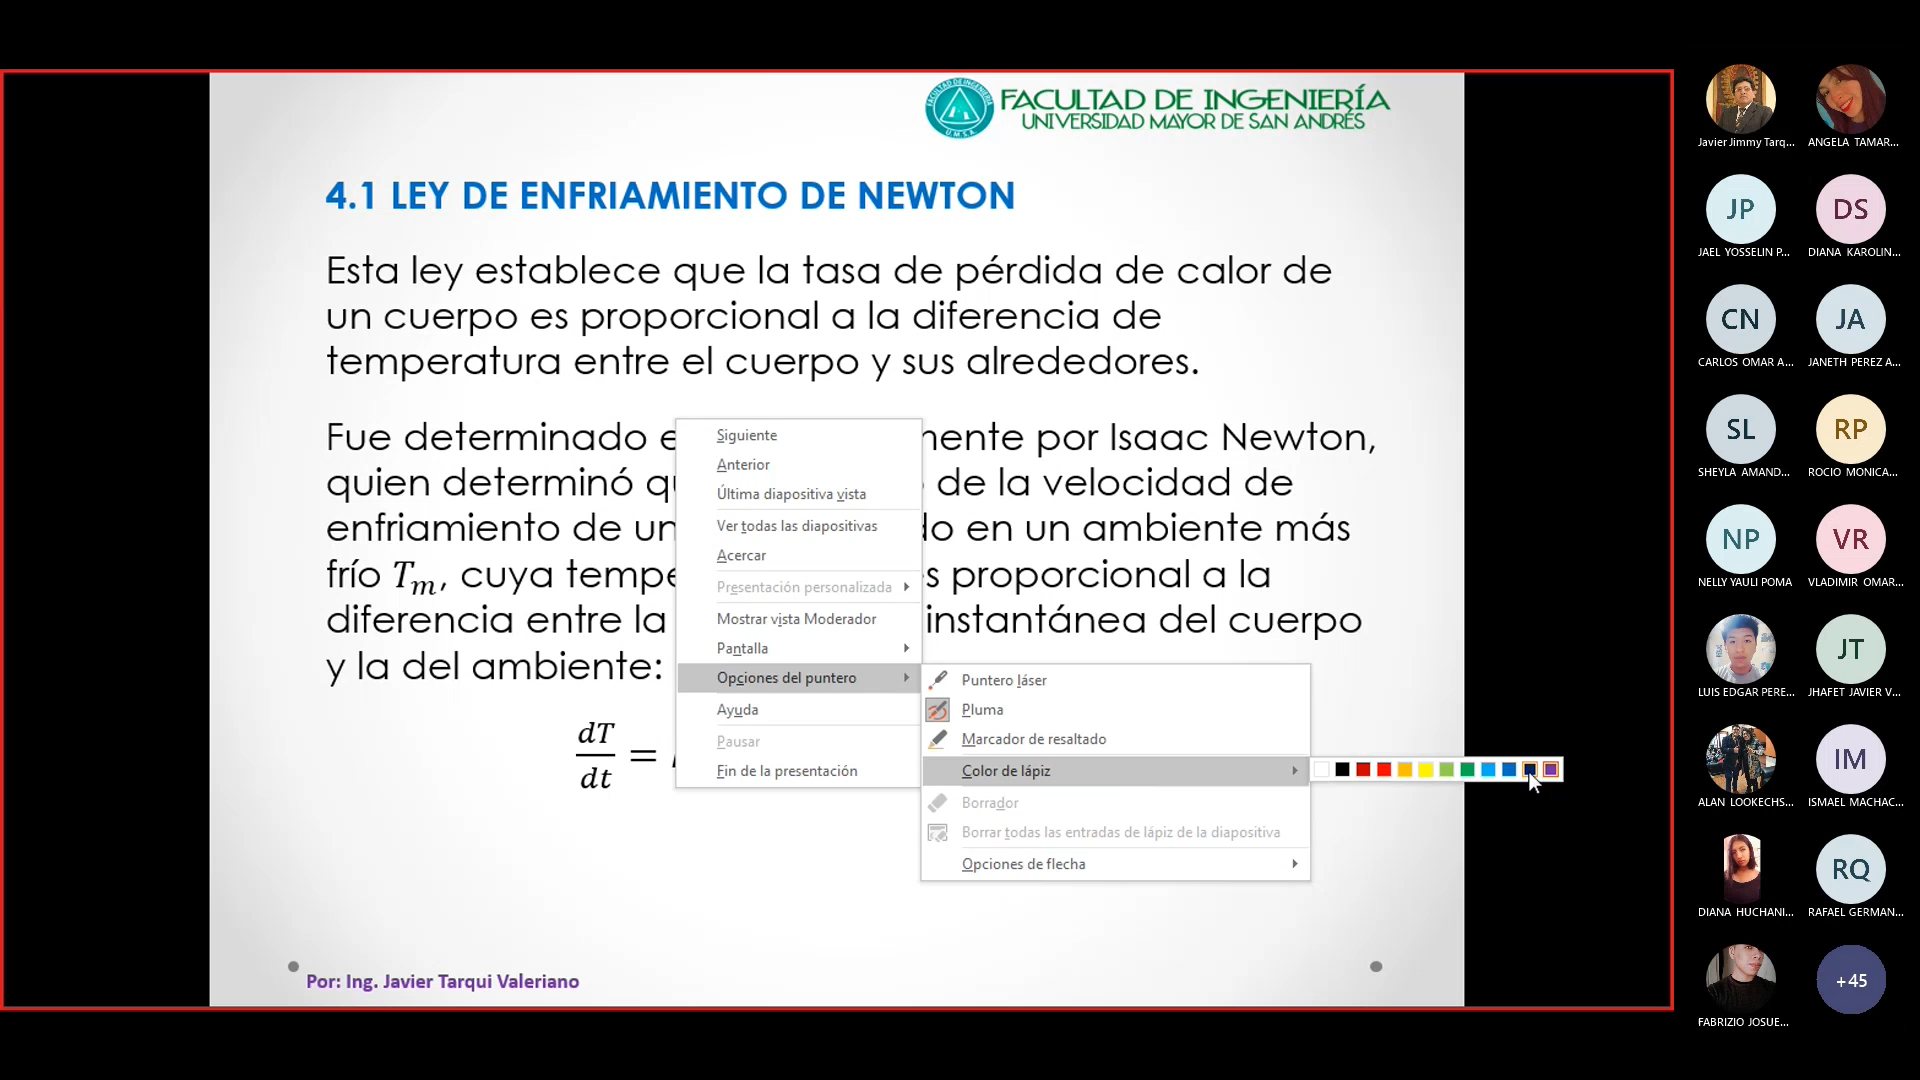 FACULTAD DE INGENIERÍA
UNIVERSIDAD MAYOR DE SAN ANDRÉS
FACULTAD DE INGENIERIA
U.M.S.A.
4.1 LEY DE ENFRIAMIENTO DE NEWTON
Esta ley establece que la tasa de pérdida de calor de
un cuerpo es proporcional a la diferencia de
temperatura entre el cuerpo y sus alrededores.
Fue determinado e mente por Isaac Newton,
quien determinó qu de la velocidad de
enfriamiento de un do en un ambiente más
frío Tₘ, cuya tempe s proporcional a la
diferencia entre la instantánea del cuerpo
y la del ambiente:
dT
dt
=
Siguiente
Anterior
Última diapositiva vista
Ver todas las diapositivas
Acercar
Presentación personalizada
Mostrar vista Moderador
Pantalla
Opciones del puntero
Ayuda
Pausar
Fin de la presentación
Puntero láser
Pluma
Marcador de resaltado
Color de lápiz
Borrador
Borrar todas las entradas de lápiz de la diapositiva
Opciones de flecha
Por: Ing. Javier Tarqui Valeriano
Javier Jimmy Tarq...
ANGELA TAMAR...
JP
DS
JAEL YOSSELIN P...
DIANA KAROLIN...
CN
JA
CARLOS OMAR A...
JANETH PEREZ A...
SL
RP
SHEYLA AMAND...
ROCIO MONICA...
NP
VR
NELLY YAULI POMA
VLADIMIR OMAR...
JT
LUIS EDGAR PERE...
JHAFET JAVIER V...
IM
ALAN LOOKECHS...
ISMAEL MACHAC...
RQ
DIANA HUCHANI...
RAFAEL GERMAN...
+45
FABRIZIO JOSUE...